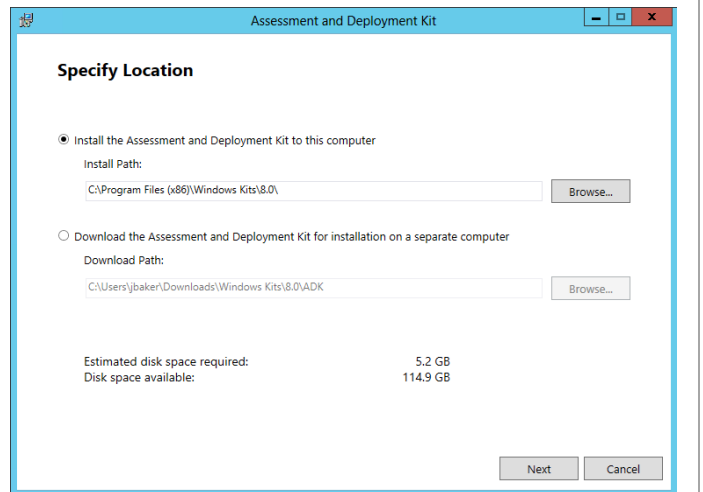 Assessment and Deployment Kit
Specify Location
Install the Assessment and Deployment Kit to this computer
Install Path:
C:\Program Files (x86)\Windows Kits\8.0\
Browse...
Download the Assessment and Deployment Kit for installation on a separate computer
Download Path:
C:\Users\jbaker\Downloads\Windows Kits\8.0\ADK
Browse...
Estimated disk space required: 5.2 GB
Disk space available: 114.9 GB
Next Cancel